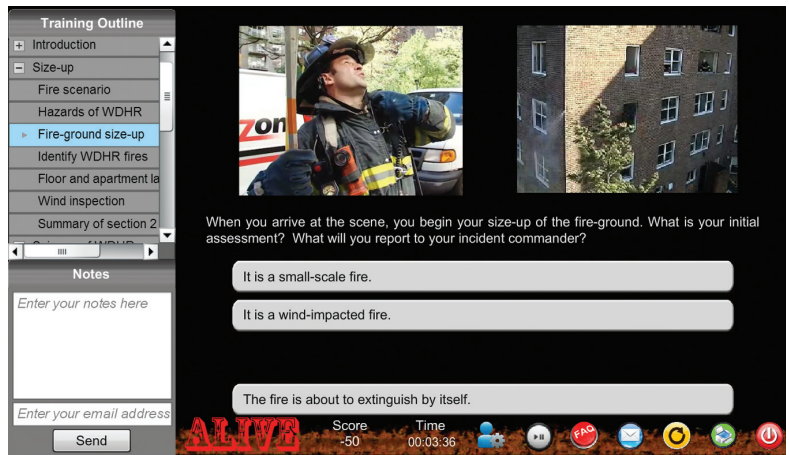 Training Outline
Introduction
Size-up
Fire scenario
Hazards of WDHR
Fire-ground size-up
Identify WDHR fires
Floor and apartment la
Wind inspection
Summary of section 2
Notes
Enter your notes here
Enter your email address
Send
zon
When you arrive at the scene, you begin your size-up of the fire-ground. What is your initial
assessment? What will you report to your incident commander?
It is a small-scale fire.
It is a wind-impacted fire.
The fire is about to extinguish by itself.
ALIVE
Score
-50
Time
00:03:36
FAQ